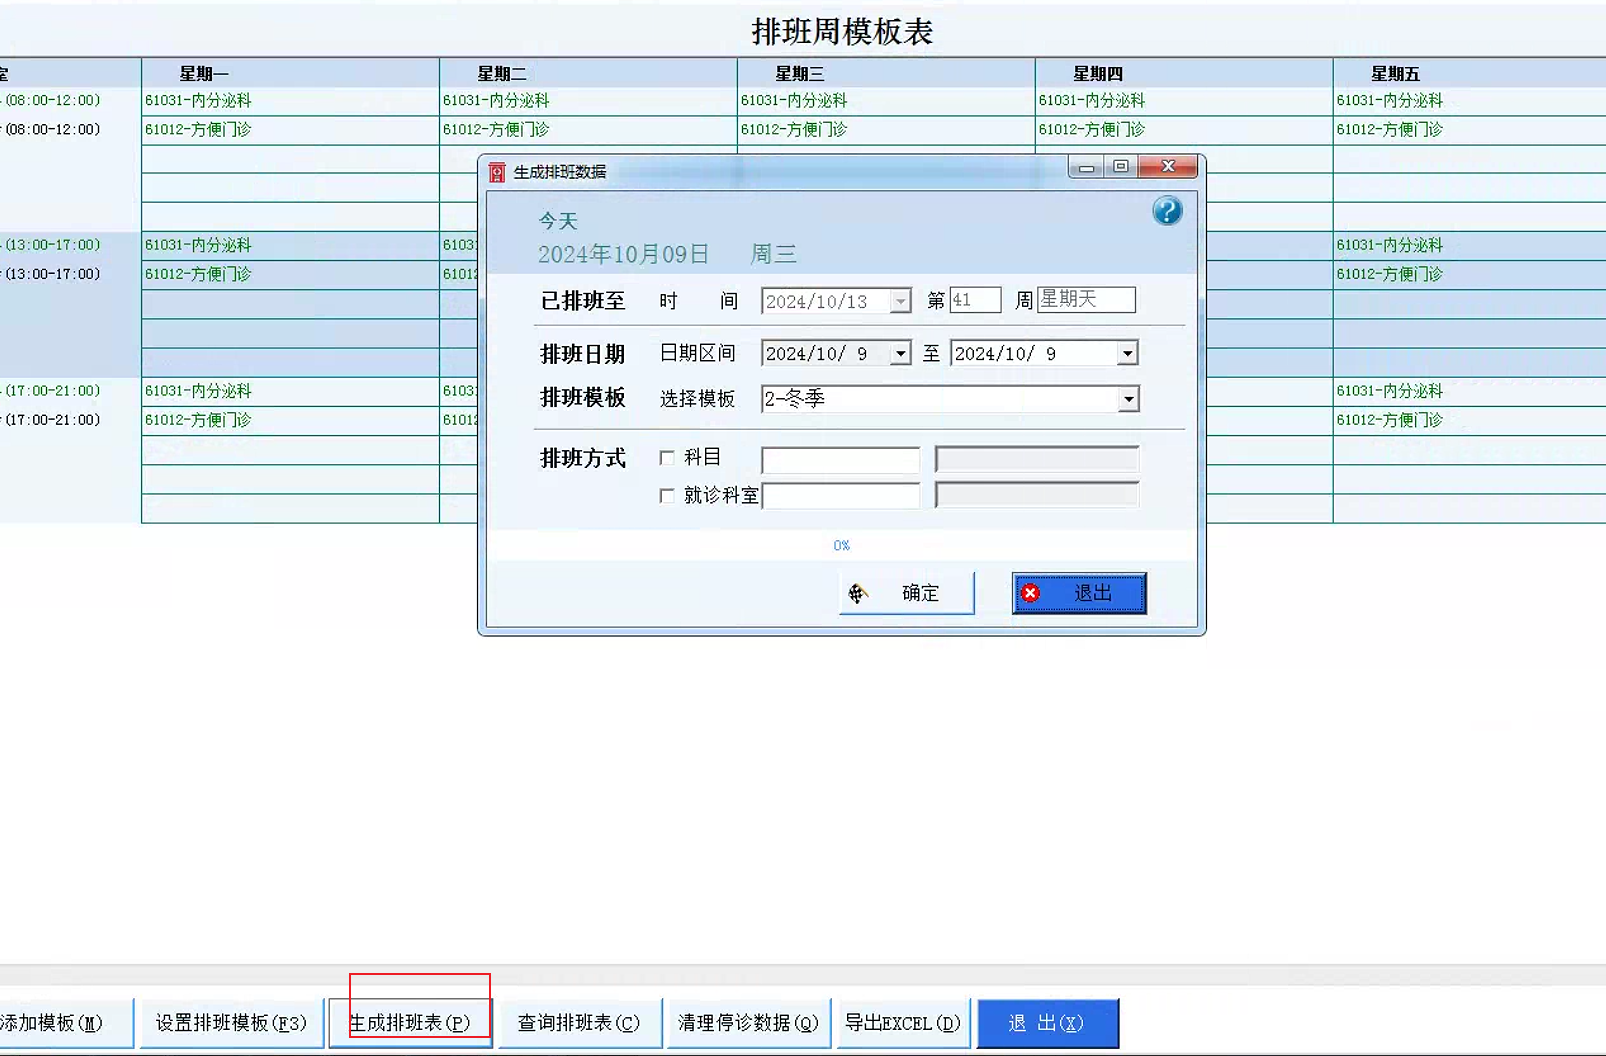 排班周模板表
室 星期一 星期二 星期三 星期四 星期五
(08:00-12:00) 61031-内分泌科 61031-内分泌科 61031-内分泌科 61031-内分泌科 61031-内分泌科
(08:00-12:00) 61012-方便门诊 61012-方便门诊 61012-方便门诊 61012-方便门诊 61012-方便门诊
(13:00-17:00) 61031-内分泌科 6103 61031-内分泌科
(13:00-17:00) 61012-方便门诊 6101 61012-方便门诊
(17:00-21:00) 61031-内分泌科 6103 61031-内分泌科
(17:00-21:00) 61012-方便门诊 6101 61012-方便门诊
生成排班数据
今天
2024年10月09日 周三
已排班至 时 间 2024/10/13 第 41 周 星期天
排班日期 日期区间 2024/10/ 9 至 2024/10/ 9
排班模板 选择模板 2-冬季
排班方式 科目
就诊科室
0%
确定 退出
添加模板(M) 设置排班模板(F3) 生成排班表(P) 查询排班表(C) 清理停诊数据(Q) 导出EXCEL(D) 退 出(X)